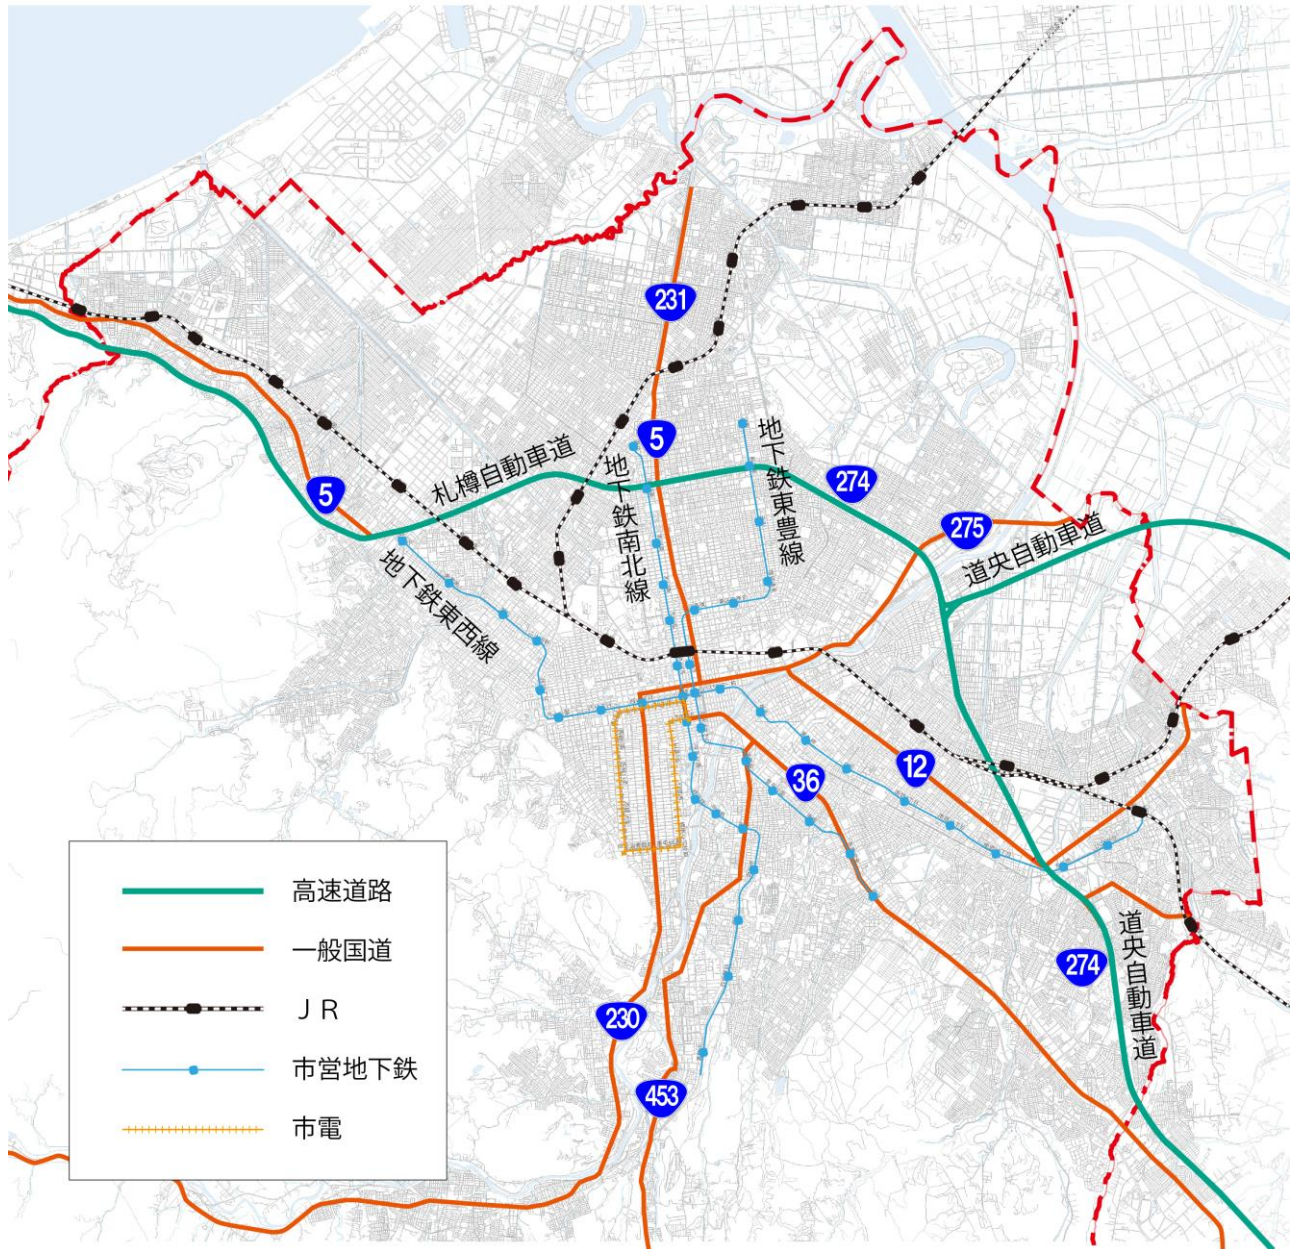 231
5
地下鉄東豊線
札樽自動車道
地下鉄南北線
274
5
275
道央自動車道
地下鉄東西線
12
36
高速道路
一般国道
道央自動車道
274
ＪＲ
230
市営地下鉄
453
市電